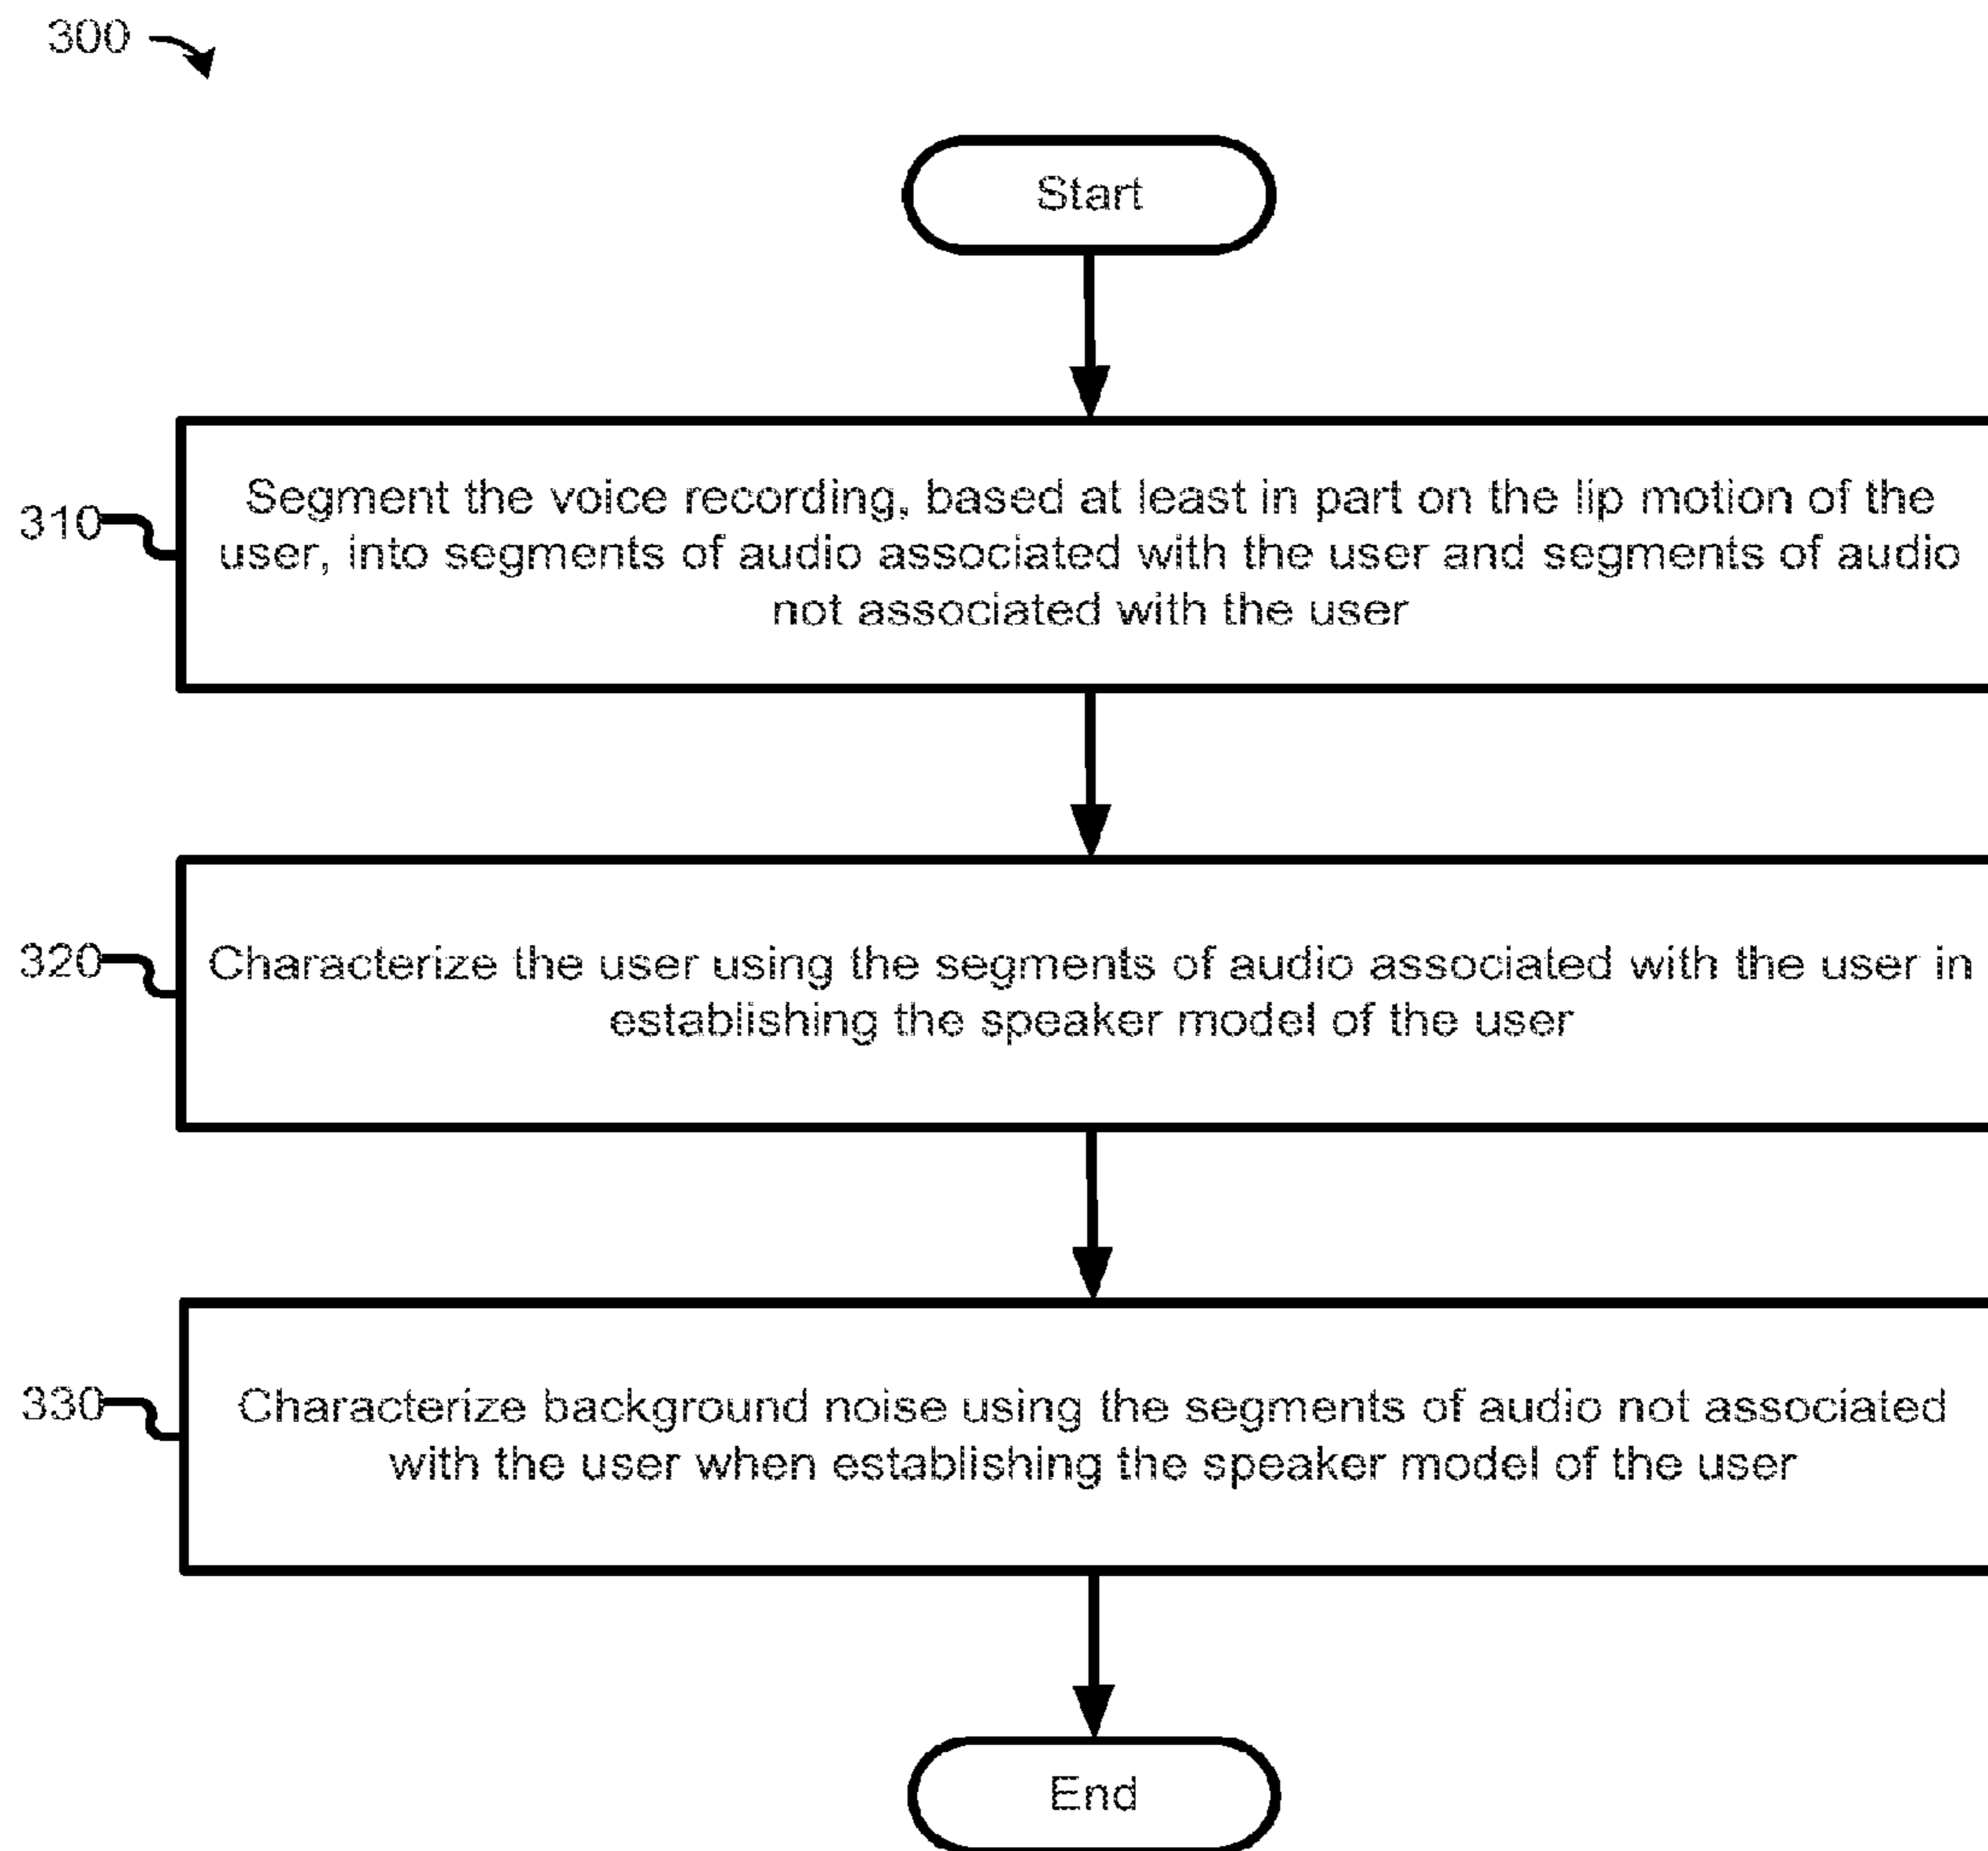 300
Start
310
Segment the voice recording, based at least in part on the lip motion of the
user, into segments of audio associated with the user and segments of audio
not associated with the user
320
Characterize the user using the segments of audio associated with the user in
establishing the speaker model of the user
330
Characterize background noise using the segments of audio not associated
with the user when establishing the speaker model of the user
End